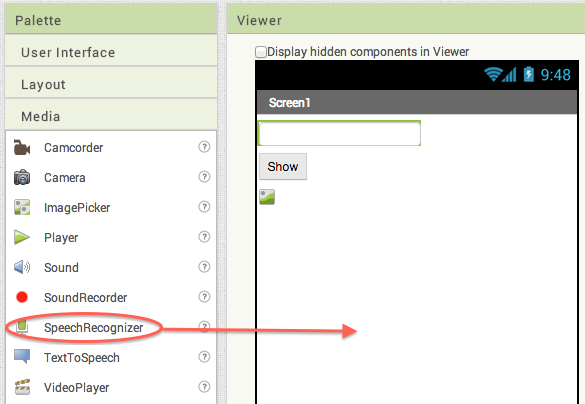 Palette
User Interface
Layout
Media
Camcorder ?
Camera ?
ImagePicker ?
Player ?
Sound ?
SoundRecorder ?
SpeechRecognizer ?
TextToSpeech ?
VideoPlayer ?
Viewer
Display hidden components in Viewer
9:48
Screen1
Show